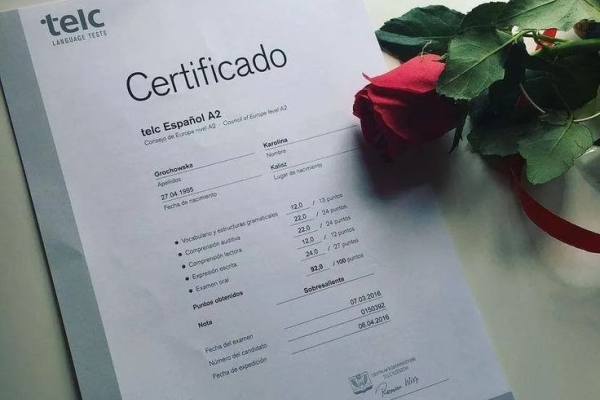 telc
LANGUAGE TESTS
Certificado
telc Español A2
Consejo de Europa nivel A2 · Council of Europe level A2
Grochowska Karolina
Apellidos Nombre
27.04.1995 Kalisz
Fecha de nacimiento Lugar de nacimiento
Vocabulario y estructuras gramaticales 12,0 / 13 puntos
Comprensión auditiva 22,0 / 24 puntos
Comprensión lectora 22,0 / 24 puntos
Expresión escrita 12,0 / 12 puntos
Examen oral 24,0 / 27 puntos
Puntos obtenidos 92,0 / 100 puntos
Nota Sobresaliente
Fecha del examen 07.03.2016
Número del candidato 0150392
Fecha de expedición 06.04.2016